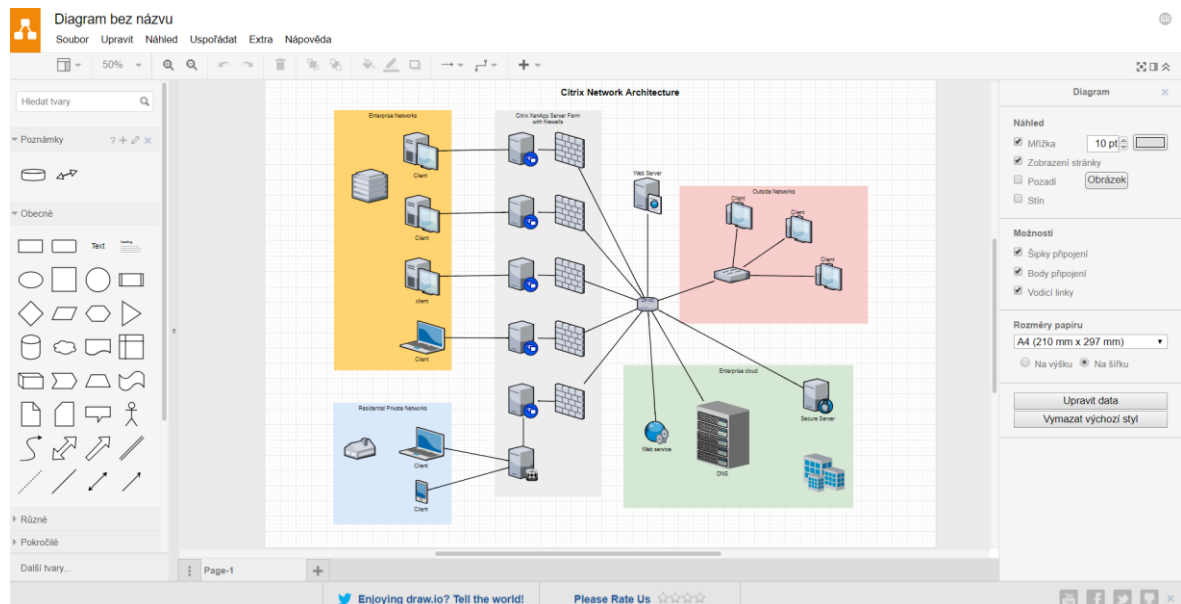 Diagram bez názvu
Soubor Upravit Náhled Uspořádat Extra Nápověda
50%
Hledat tvary
Poznámky
Obecné
Text
Různé
Pokročilé
Další tvary...
Citrix Network Architecture
Enterprise Networks
Client
Client
client
Client
Citrix XenApp Server Farm
with firewalls
Web Server
Outside Networks
Client
Client
Client
Residential Private Networks
Client
Client
Enterprise cloud
Web service
DNS
Secure Server
Page-1
Diagram
Náhled
Mřížka 10 pt
Zobrazení stránky
Pozadí Obrázek
Stín
Možnosti
Šipky připojení
Body připojení
Vodicí linky
Rozměry papíru
A4 (210 mm x 297 mm)
Na výšku Na šířku
Upravit data
Vymazat výchozí styl
Enjoying draw.io? Tell the world!
Please Rate Us